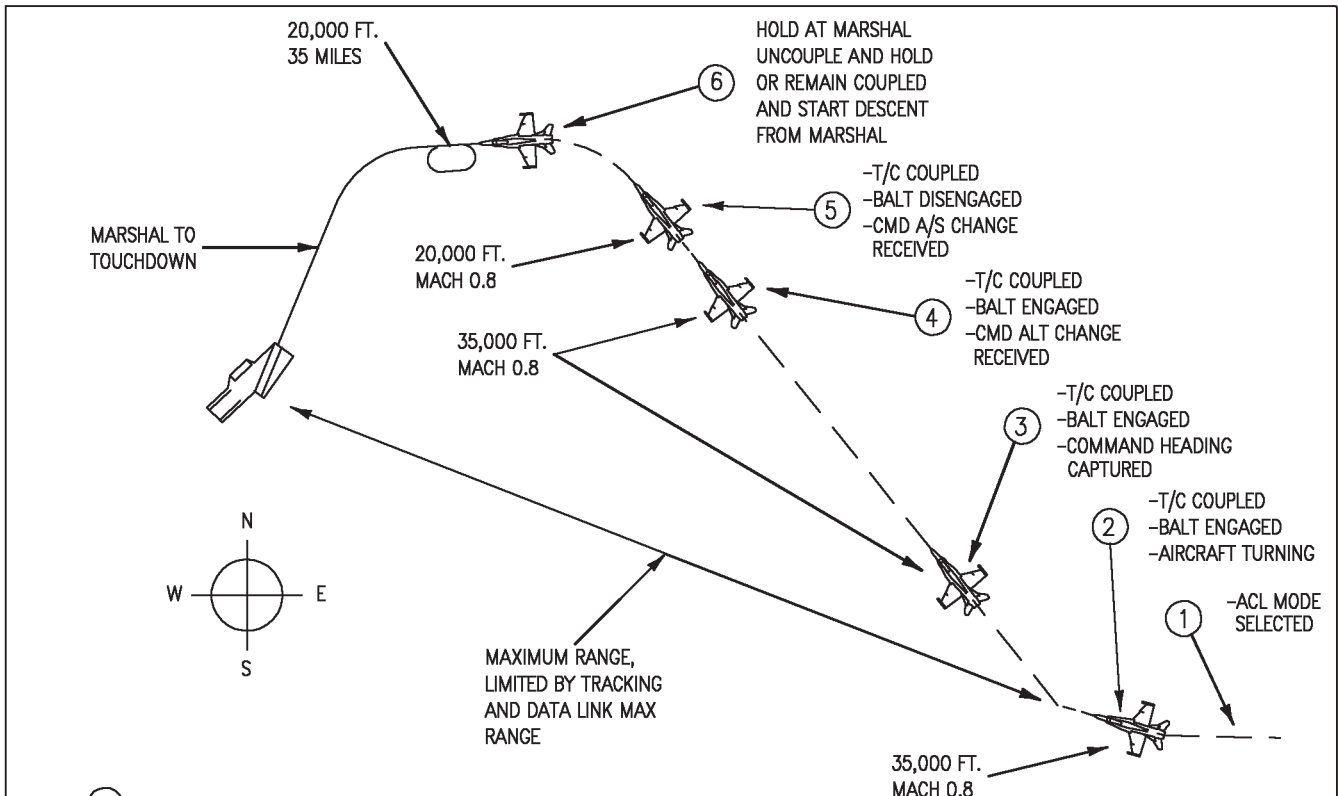 20,000 FT.
35 MILES
HOLD AT MARSHAL
UNCOUPLE AND HOLD
OR REMAIN COUPLED
AND START DESCENT
FROM MARSHAL
6
-T/C COUPLED
-BALT DISENGAGED
-CMD A/S CHANGE
RECEIVED
5
MARSHAL TO
TOUCHDOWN
20,000 FT.
MACH 0.8
-T/C COUPLED
-BALT ENGAGED
-CMD ALT CHANGE
RECEIVED
4
35,000 FT.
MACH 0.8
-T/C COUPLED
-BALT ENGAGED
-COMMAND HEADING
CAPTURED
3
-T/C COUPLED
-BALT ENGAGED
-AIRCRAFT TURNING
2
-ACL MODE
SELECTED
1
N
W E
S
MAXIMUM RANGE,
LIMITED BY TRACKING
AND DATA LINK MAX
RANGE
35,000 FT.
MACH 0.8